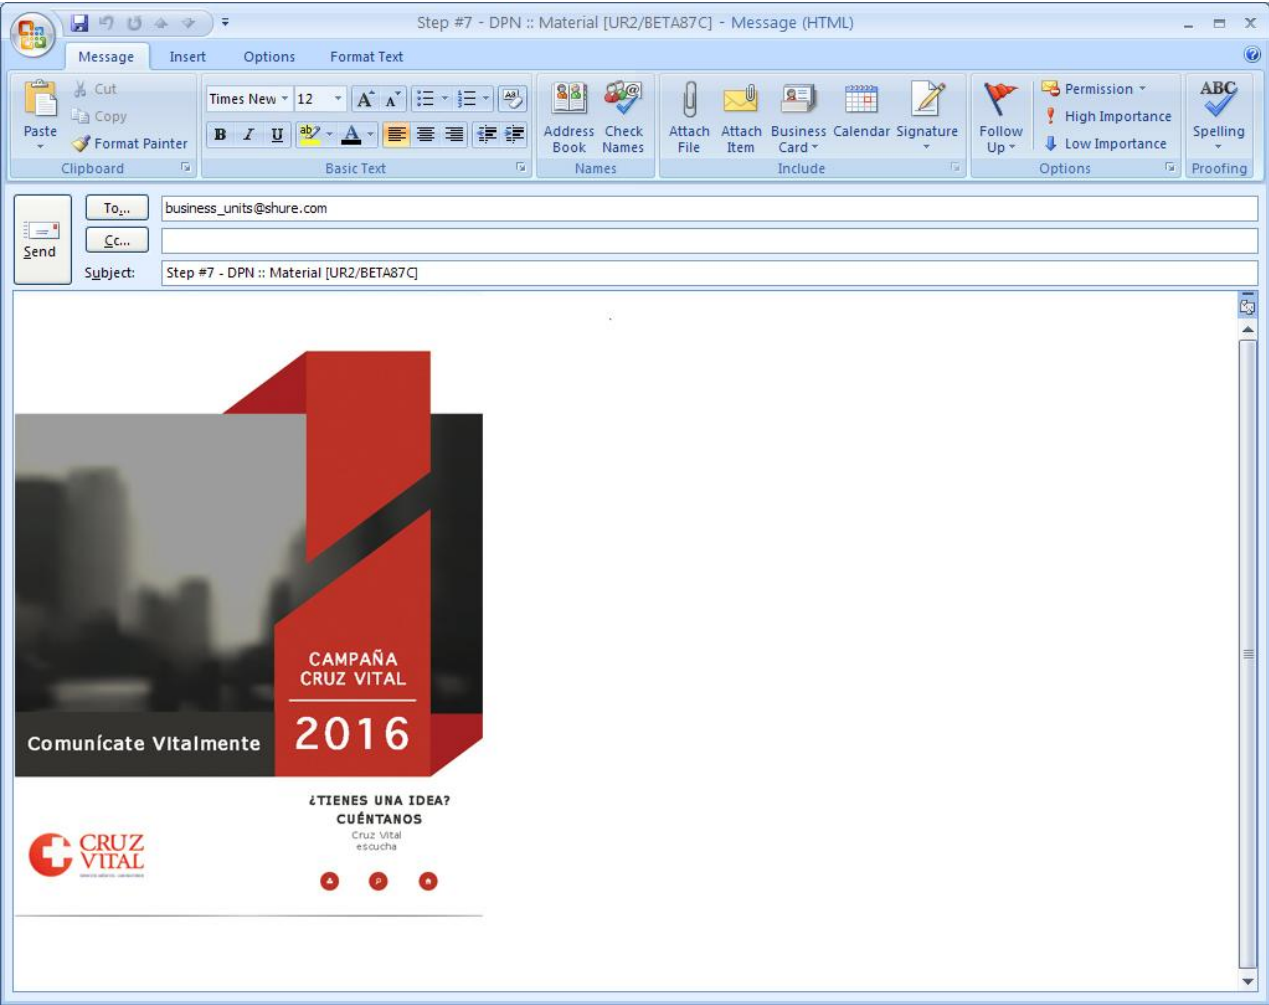 Step #7 - DPN :: Material [UR2/BETA87C] - Message (HTML)
Message Insert Options Format Text
Paste
Cut
Copy
Format Painter
Clipboard
Times New 12
B I U
Basic Text
Address Book
Check Names
Names
Attach File
Attach Item
Business Card
Calendar
Signature
Include
Follow Up
Permission
High Importance
Low Importance
Options
ABC
Spelling
Proofing
Send
To...
business_units@shure.com
Cc...
Subject:
Step #7 - DPN :: Material [UR2/BETA87C]
CAMPAÑA
CRUZ VITAL
2016
Comunícate VItalmente
¿TIENES UNA IDEA?
CUÉNTANOS
Cruz Vital
escucha
CRUZ
VITAL